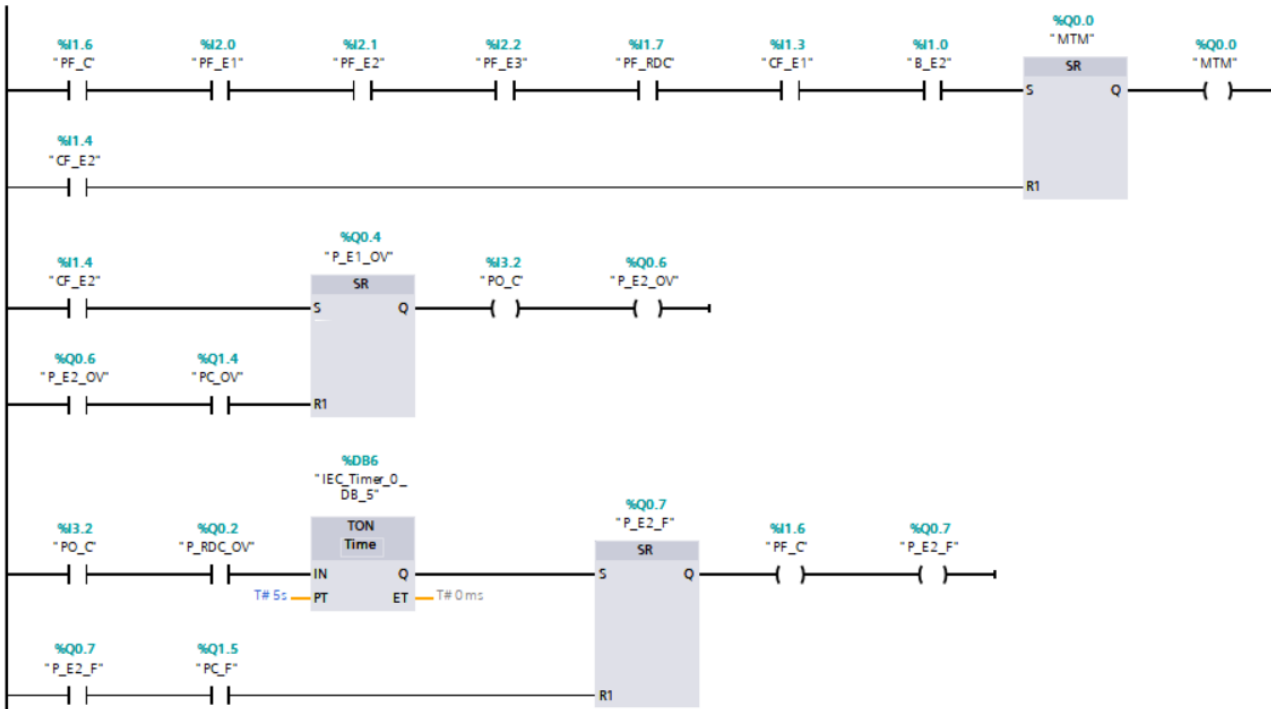 %Q0.0
"MTM"
%I1.6 %I2.0 %I2.1 %I2.2 %I1.7 %I1.3 %I1.0 %Q0.0
"PF_C" "PF_E1" "PF_E2" "PF_E3" "PF_RDC" "CF_E1" "B_E2" "MTM"
SR
S Q
%I1.4
"CF_E2"
R1
%Q0.4
"P_E1_OV"
%I1.4 %I3.2 %Q0.6
"CF_E2" "PO_C" "P_E2_OV"
SR
S Q
%Q0.6 %Q1.4
"P_E2_OV" "PC_OV"
R1
%DB6
"IEC_Timer_0_
DB_5"
%Q0.7
"P_E2_F"
%I3.2 %Q0.2 TON %I1.6 %Q0.7
"PO_C" "P_RDC_OV" Time SR "PF_C" "P_E2_F"
IN Q S Q
T# 5s PT ET T# 0 ms
%Q0.7 %Q1.5
"P_E2_F" "PC_F"
R1